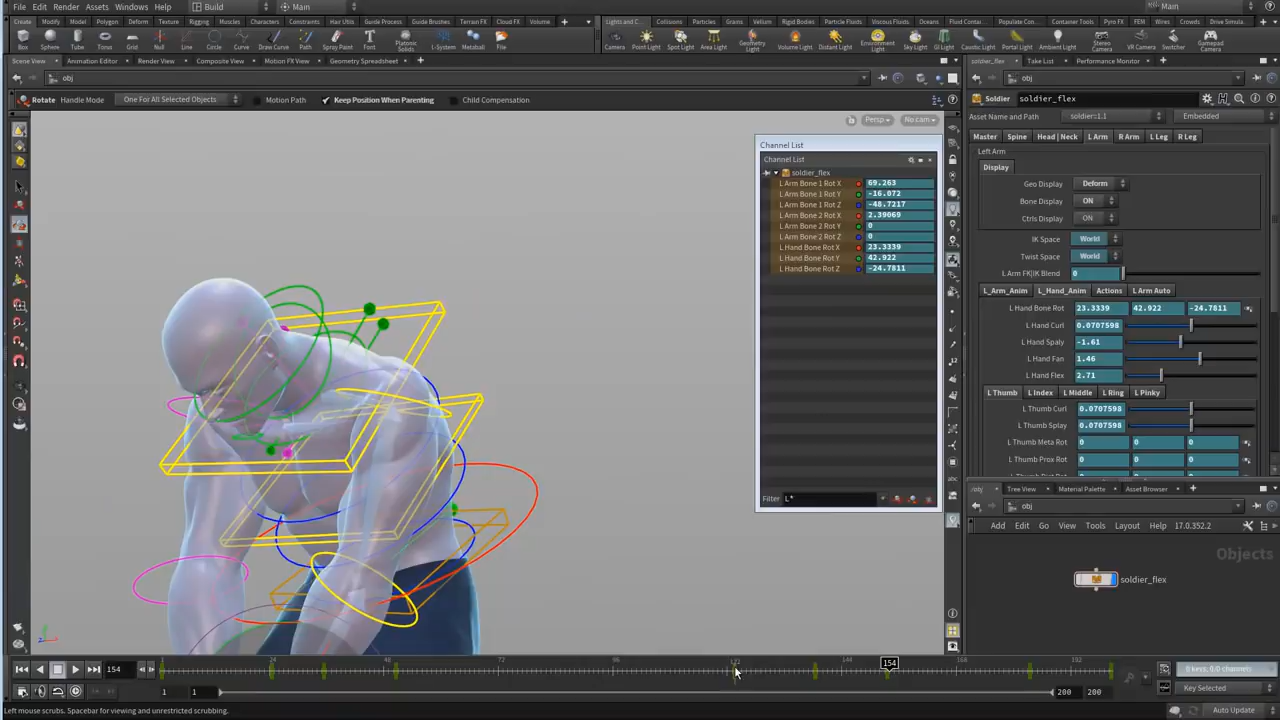 File Edit Render Assets Windows Help Build Main Main
Create Modify Model Polygon Deform Texture Rigging Muscles Characters Constraints Hair Utils Guide Process Guide Brushes Terrain FX Cloud FX Volume
Lights and C... Collisions Particles Grains Vellum Rigid Bodies Particle Fluids Viscous Fluids Oceans Fluid Contai... Populate Con... Container Tools Pyro FX FEM Wires Crowds Drive Simula...
Box Sphere Tube Torus Grid Null Line Circle Curve Draw Curve Path Spray Paint Font Platonic Solids L-System Metaball File
Camera Point Light Spot Light Area Light Geometry Light Volume Light Distant Light Environment Light Sky Light GI Light Caustic Light Portal Light Ambient Light Stereo Camera VR Camera Switcher Gamepad Camera
Scene View Animation Editor Render View Composite View Motion FX View Geometry Spreadsheet
soldier_flex Take List Performance Monitor
obj
obj
Rotate Handle Mode One For All Selected Objects Motion Path Keep Position When Parenting Child Compensation
Soldier soldier_flex
Asset Name and Path soldier::1.1 Embedded
Persp No cam
Master Spine Head | Neck L Arm R Arm L Leg R Leg
Left Arm
Display
Geo Display Deform
Bone Display ON
Ctrls Display ON
IK Space World
Twist Space World
L Arm FK|IK Blend 0
L_Arm_Anim L_Hand_Anim Actions L Arm Auto
L Hand Bone Rot 23.3339 42.922 -24.7811
L Hand Curl 0.0707598
L Hand Spaly -1.61
L Hand Fan 1.46
L Hand Flex 2.71
L Thumb L Index L Middle L Ring L Pinky
L Thumb Curl 0.0707598
L Thumb Splay 0.0707598
L Thumb Meta Rot 0 0 0
L Thumb Prox Rot 0 0 0
Channel List
Channel List
soldier_flex
L Arm Bone 1 Rot X 69.263
L Arm Bone 1 Rot Y -16.072
L Arm Bone 1 Rot Z -48.7217
L Arm Bone 2 Rot X 2.39069
L Arm Bone 2 Rot Y 0
L Arm Bone 2 Rot Z 0
L Hand Bone Rot X 23.3339
L Hand Bone Rot Y 42.922
L Hand Bone Rot Z -24.7811
Filter L*
/obj Tree View Material Palette Asset Browser
obj
Add Edit Go View Tools Layout Help 17.0.352.2
Objects
soldier_flex
154 24 48 72 96 144 154 168 192
0 keys, 0/0 channels
1 1 200 200
Key Selected
Left mouse scrubs. Spacebar for viewing and unrestricted scrubbing.
Auto Update